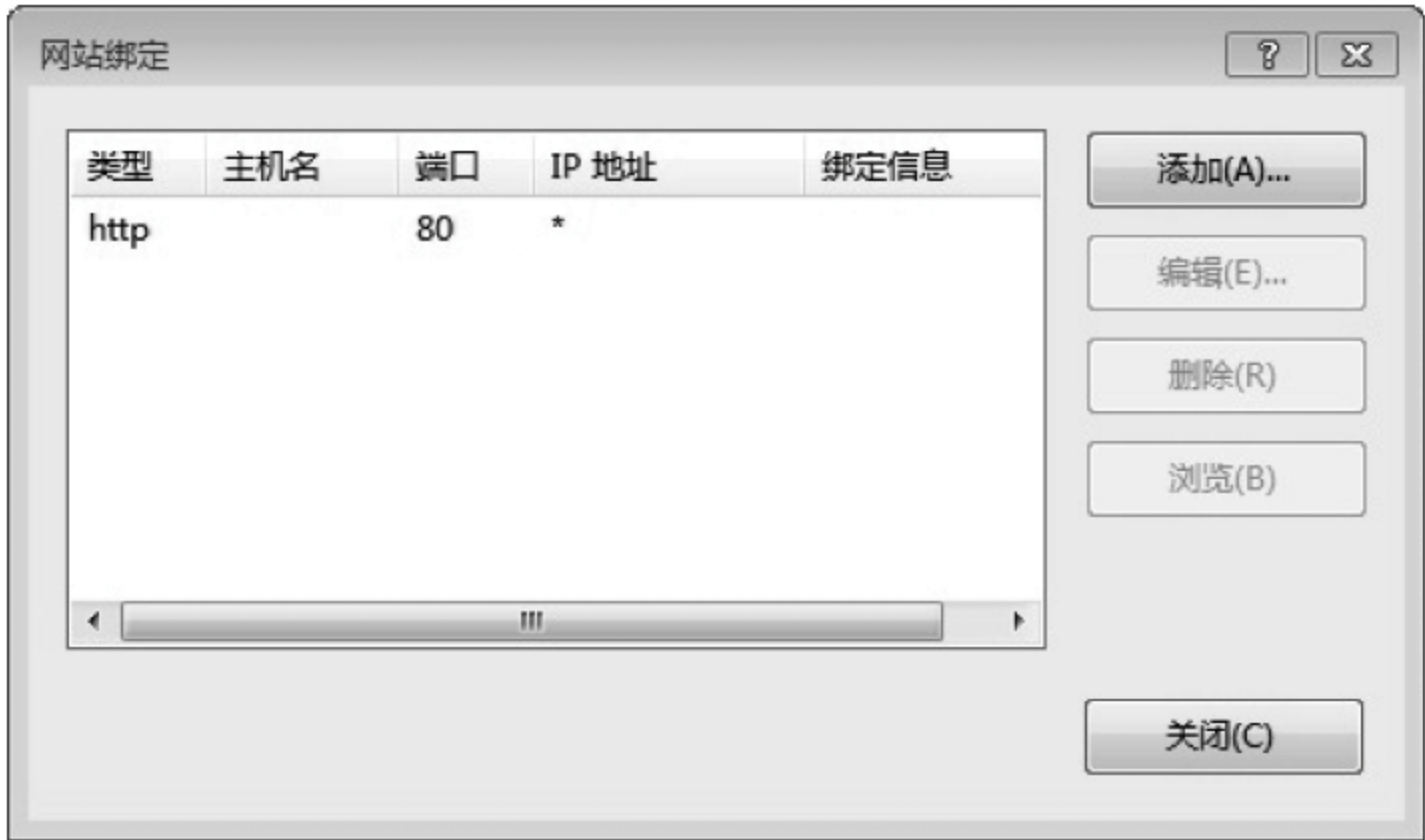 网站绑定
类型 主机名 端口 IP 地址 绑定信息
http 80 *
添加(A)...
编辑(E)...
删除(R)
浏览(B)
关闭(C)